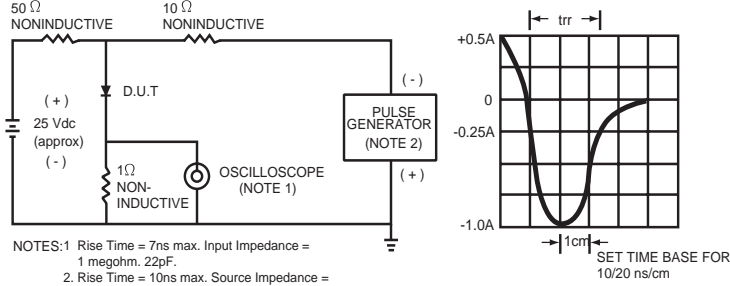 50 Ω
NONINDUCTIVE
10 Ω
NONINDUCTIVE
D.U.T
( + )
25 Vdc
(approx)
( - )
1Ω
NON-
INDUCTIVE
OSCILLOSCOPE
(NOTE 1)
( - )
PULSE
GENERATOR
(NOTE 2)
( + )
NOTES:1 Rise Time = 7ns max. Input Impedance =
1 megohm. 22pF.
2. Rise Time = 10ns max. Source Impedance =
trr
+0.5A
0
-0.25A
-1.0A
1cm
SET TIME BASE FOR
10/20 ns/cm